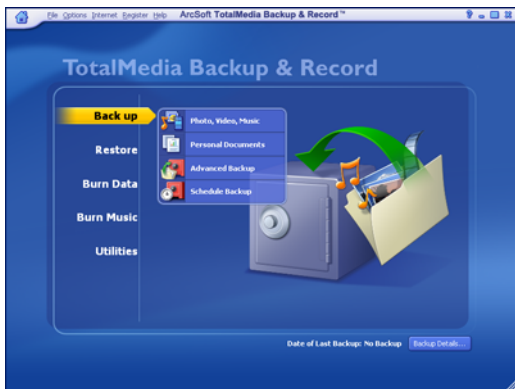 File Options Internet Register Help ArcSoft TotalMedia Backup & Record™
TotalMedia Backup & Record
Back up
Photo, Video, Music
Personal Documents
Restore
Advanced Backup
Burn Data
Schedule Backup
Burn Music
Utilities
Date of Last Backup: No Backup Backup Details...